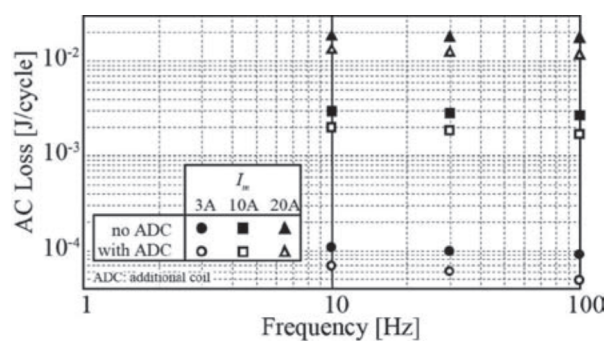 AC Loss [J/cycle]
10-2
10-3
10-4
Im
3A 10A 20A
no ADC
with ADC
ADC: additional coil
1 10 100
Frequency [Hz]